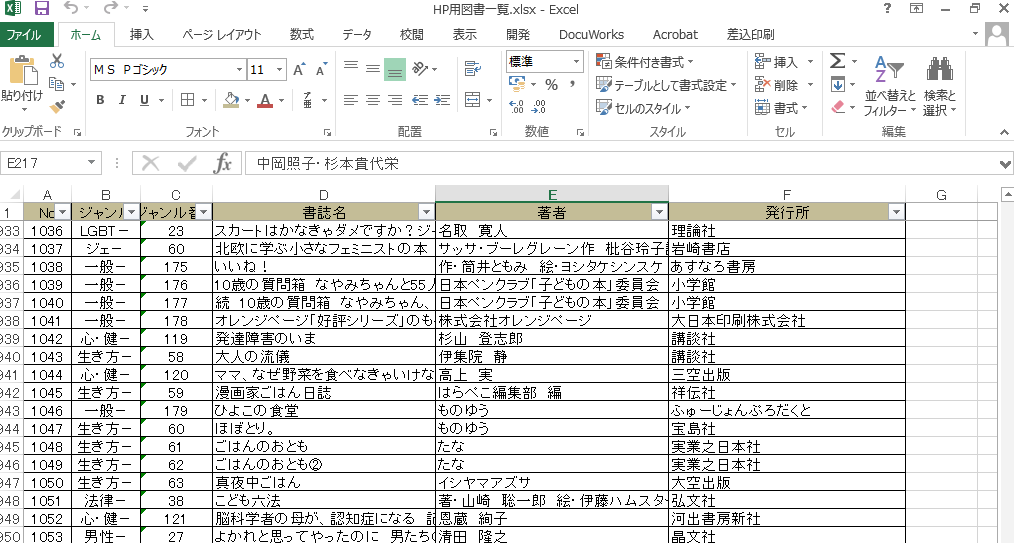 HP用図書一覧.xlsx - Excel
ファイル ホーム 挿入 ページ レイアウト 数式 データ 校閲 表示 開発 DocuWorks Acrobat 差込印刷
貼り付け
ＭＳ Ｐゴシック 11
B I U A
標準
% ,
条件付き書式
テーブルとして書式設定
セルのスタイル
挿入
削除
書式
並べ替えと
フィルター
検索と
選択
クリップボード フォント 配置 数値 スタイル セル 編集
E217 fx 中岡照子・杉本貴代栄
A B C D E F G
1 No ジャンル ジャンル番 書誌名 著者 発行所
933 1036 LGBTー 23 スカートはかなきゃダメですか？ジー 名取　寛人 理論社
934 1037 ジェー 60 北欧に学ぶ小さなフェミニストの本 サッサ・ブーレグレーン作　枇谷玲子訳 岩崎書店
935 1038 一般ー 175 いいね！ 作・筒井ともみ　絵・ヨシタケシンスケ あすなろ書房
936 1039 一般ー 176 10歳の質問箱　なやみちゃんと55人 日本ペンクラブ「子どもの本」委員会 小学館
937 1040 一般ー 177 続　10歳の質問箱　なやみちゃん、 日本ペンクラブ「子どもの本」委員会 小学館
938 1041 一般ー 178 オレンジページ「好評シリーズ」のも 株式会社オレンジページ 大日本印刷株式会社
939 1042 心・健ー 119 発達障害のいま 杉山　登志郎 講談社
940 1043 生き方ー 58 大人の流儀 伊集院　静 講談社
941 1044 心・健ー 120 ママ、なぜ野菜を食べなきゃいけな 高上　実 三空出版
942 1045 生き方ー 59 漫画家ごはん日誌 はらぺこ編集部　編 祥伝社
943 1046 一般ー 179 ひよこの食堂 ものゆう ふゅーじょんぷろだくと
944 1047 生き方ー 60 ほぼとり。 ものゆう 宝島社
945 1048 生き方ー 61 ごはんのおとも たな 実業之日本社
946 1049 生き方ー 62 ごはんのおとも② たな 実業之日本社
947 1050 生き方ー 63 真夜中ごはん イシヤマアズサ 大空出版
948 1051 法律ー 38 こども六法 著・山崎　聡一郎　絵・伊藤ハムスター 弘文社
949 1052 心・健ー 121 脳科学者の母が、認知症になる　記 恩蔵　絢子 河出書房新社
950 1053 男性ー 27 よかれと思ってやったのに　男たちの 清田　隆之 晶文社